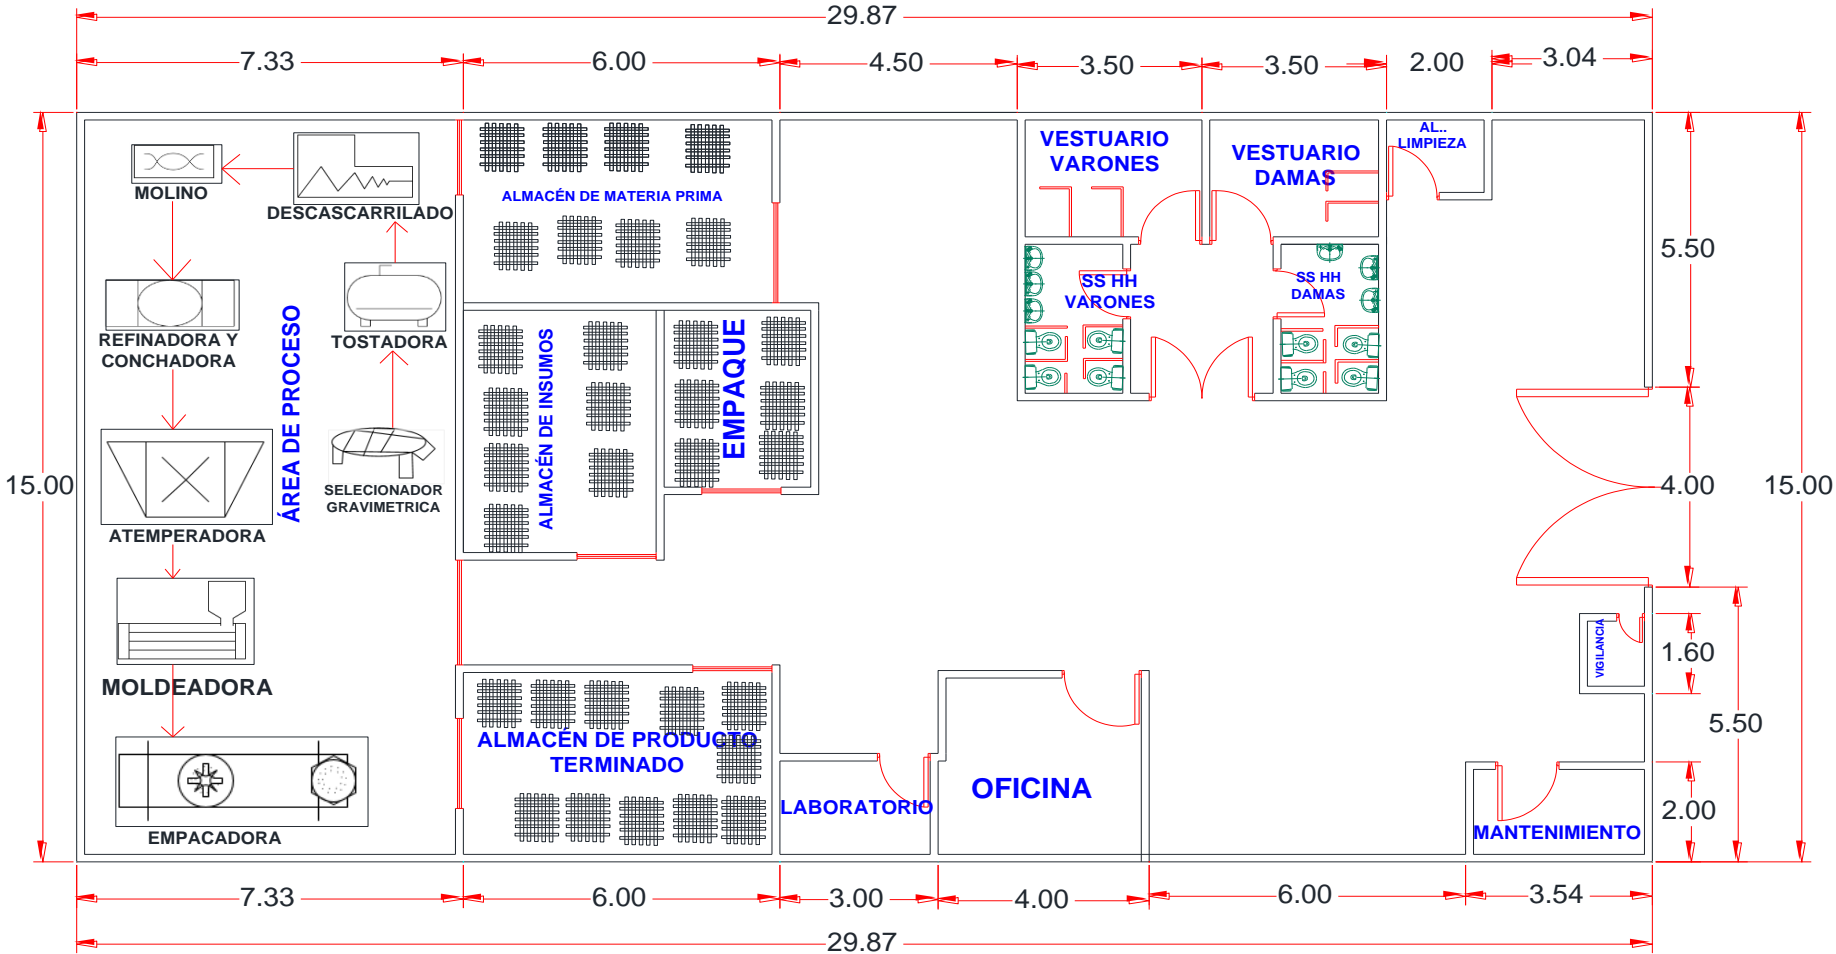 29.87
7.33
6.00
4.50
3.50
3.50
2.00
3.04
VESTUARIO
VARONES
VESTUARIO
DAMAS
AL..
LIMPIEZA
MOLINO
DESCASCARRILADO
ALMACÉN DE MATERIA PRIMA
5.50
SS HH
VARONES
SS HH
DAMAS
REFINADORA Y
CONCHADORA
TOSTADORA
ÁREA DE PROCESO
ALMACÉN DE INSUMOS
EMPAQUE
15.00
SELECIONADOR
GRAVIMETRICA
4.00
15.00
ATEMPERADORA
VIGILANCIA
1.60
MOLDEADORA
5.50
ALMACÉN DE PRODUCTO
TERMINADO
OFICINA
LABORATORIO
2.00
MANTENIMIENTO
EMPACADORA
7.33
6.00
3.00
4.00
6.00
3.54
29.87